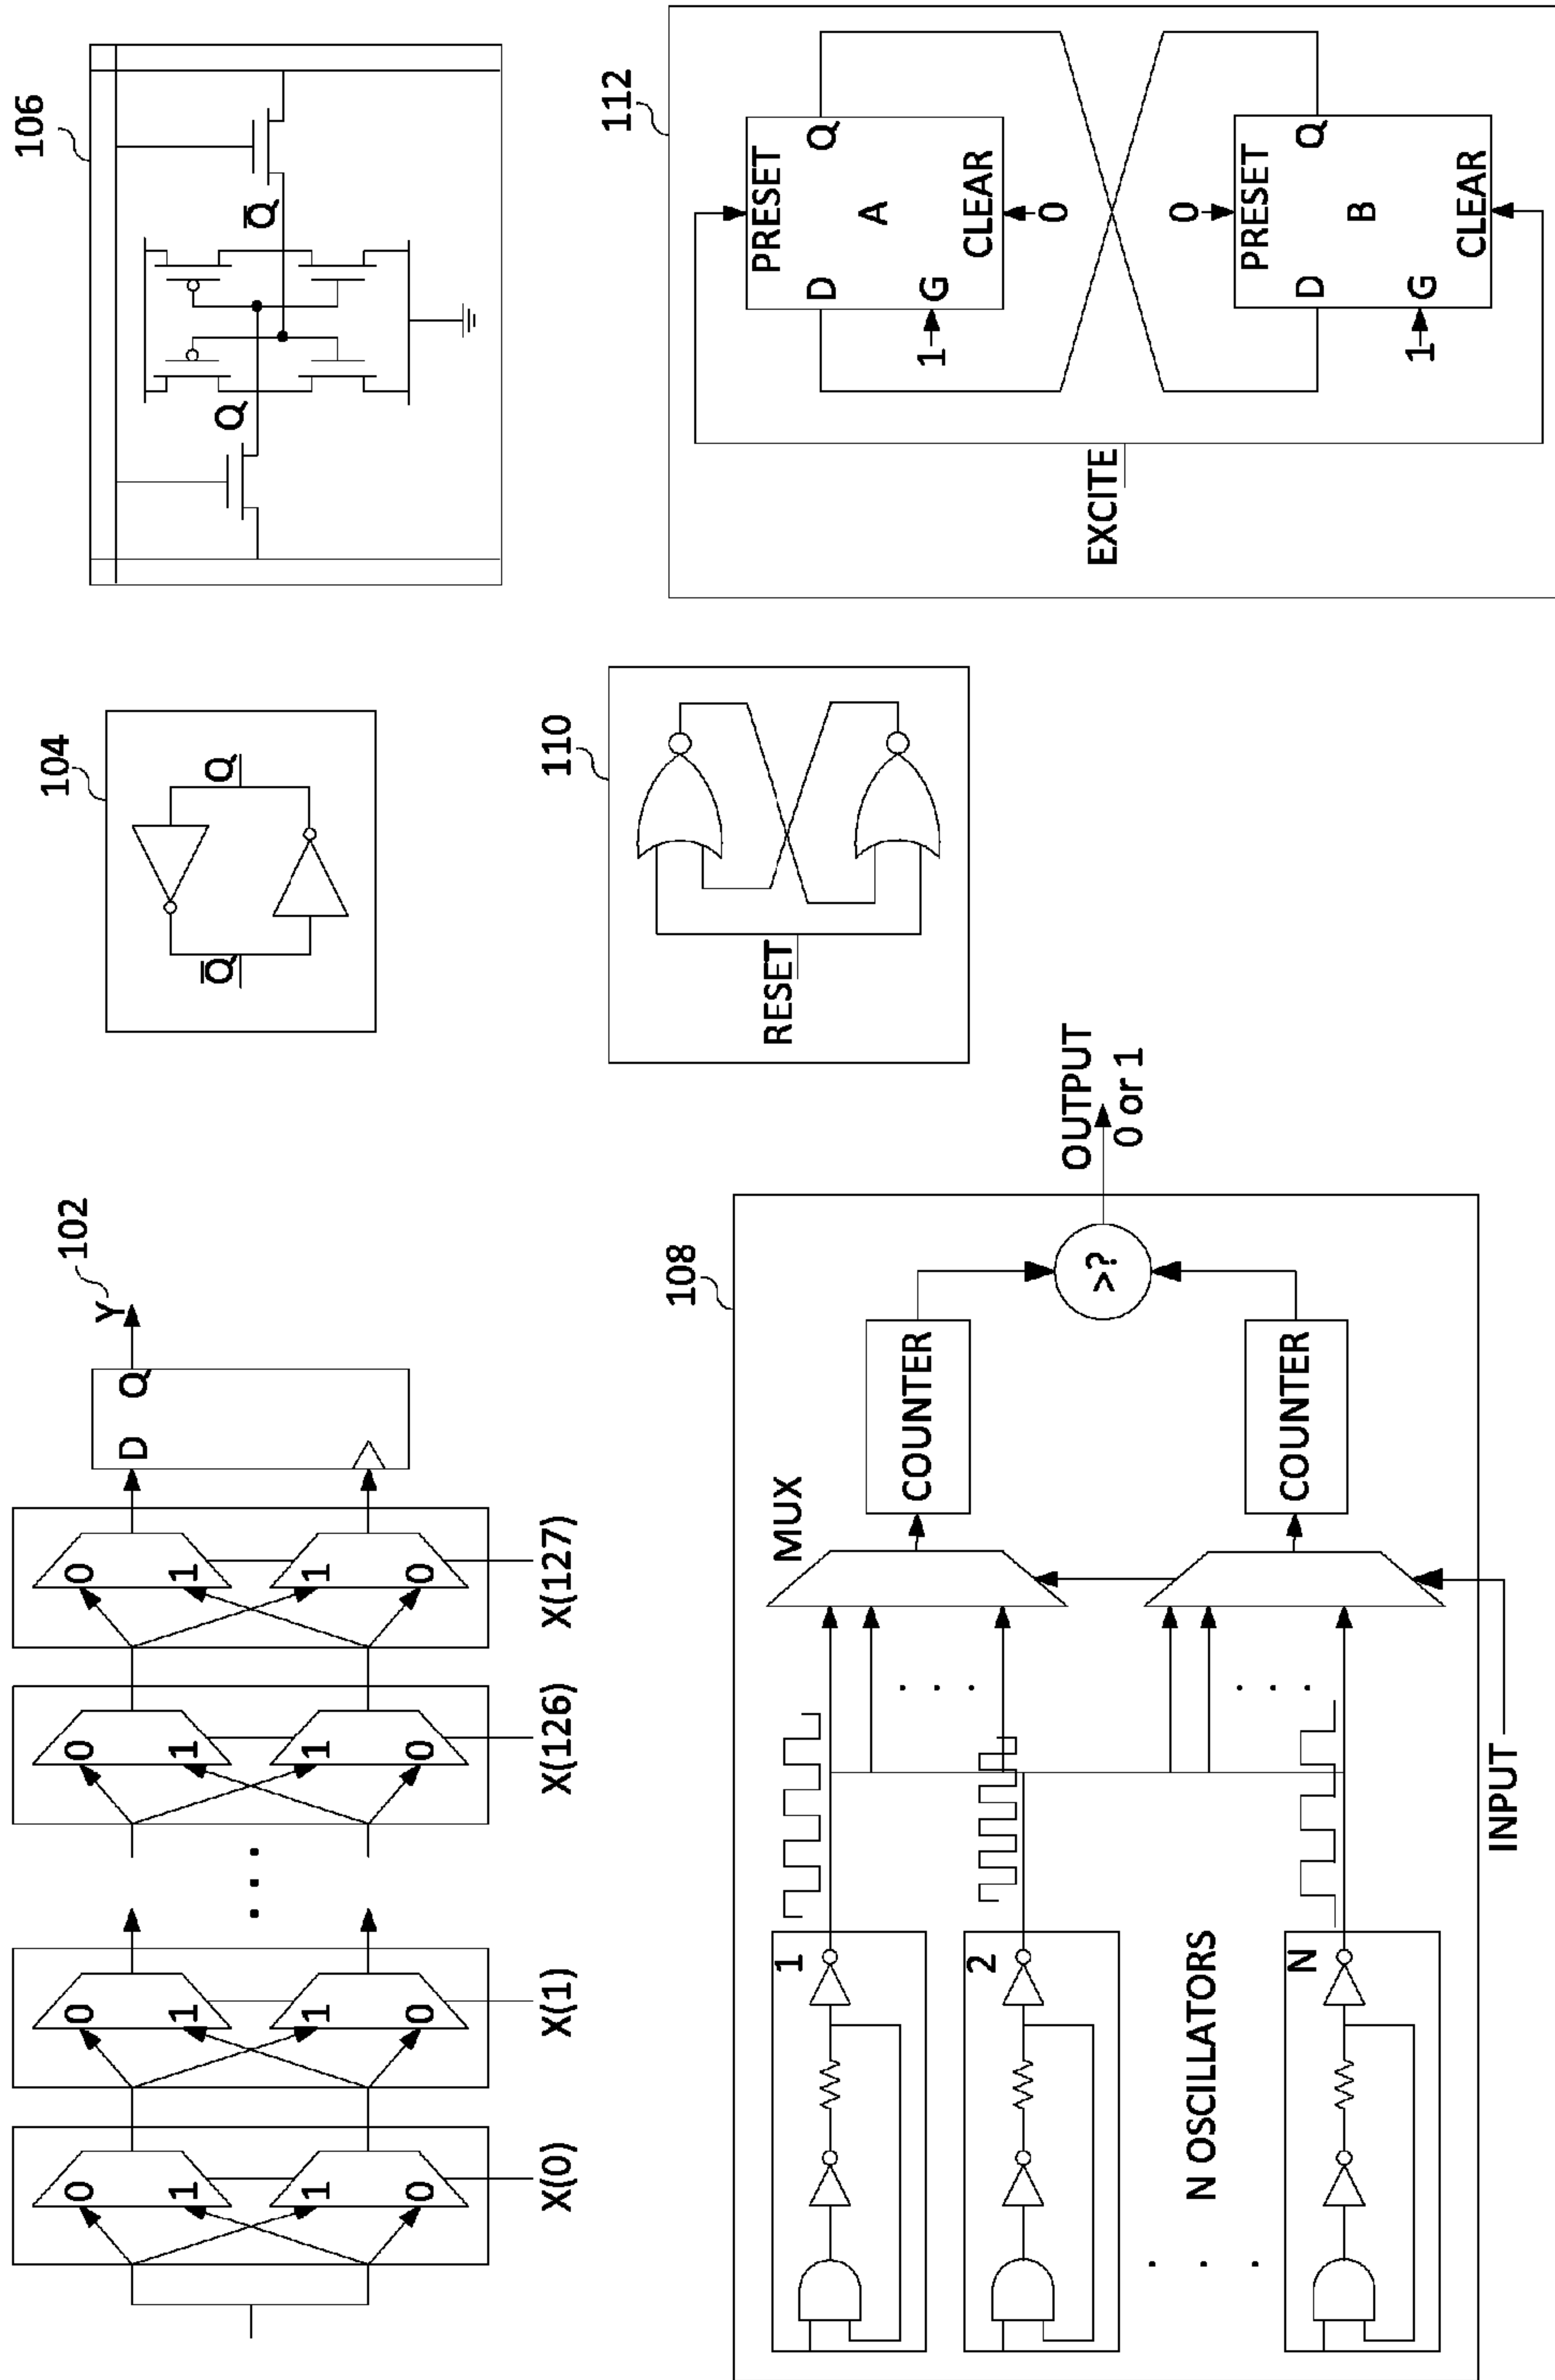 102
0
1
1
0
X(0)
0
1
1
0
X(1)
. . .
0
1
1
0
X(126)
0
1
1
0
X(127)
D Q
Y
104
Q
Q
106
Q
Q
108
1
2
N
N OSCILLATORS
. . .
. . .
. . .
MUX
COUNTER
COUNTER
>?
INPUT
OUTPUT
0 or 1
110
RESET
112
EXCITE
PRESET
D
Q
A
1
G
CLEAR
0
0
PRESET
D
Q
B
1
G
CLEAR